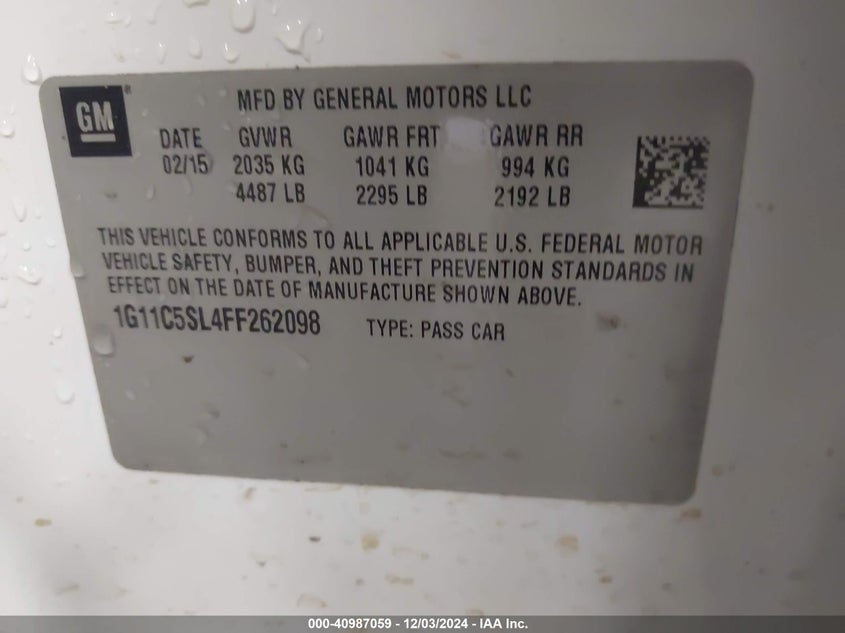 GM®
MFD BY GENERAL MOTORS LLC
DATE GVWR GAWR FRT GAWR RR
02/15 2035 KG 1041 KG 994 KG
4487 LB 2295 LB 2192 LB
THIS VEHICLE CONFORMS TO ALL APPLICABLE U.S. FEDERAL MOTOR
VEHICLE SAFETY, BUMPER, AND THEFT PREVENTION STANDARDS IN
EFFECT ON THE DATE OF MANUFACTURE SHOWN ABOVE.
1G11C5SL4FF262098 TYPE: PASS CAR
000-40987059 - 12/03/2024 - IAA Inc.